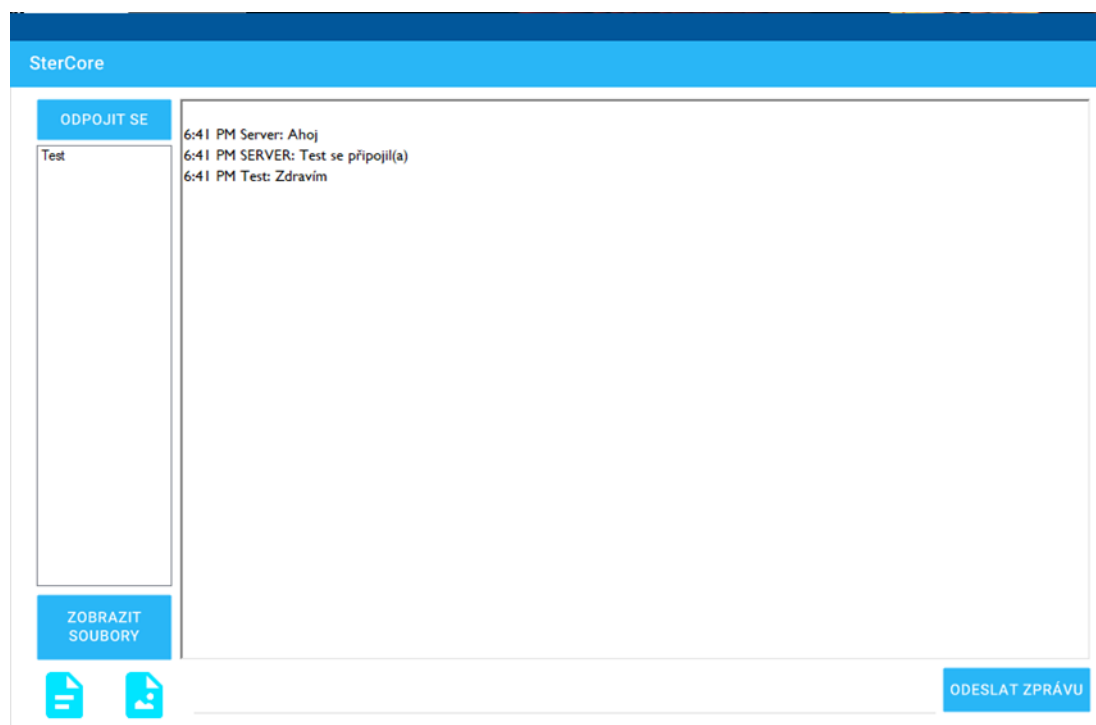 SterCore
ODPOJIT SE
Test
6:41 PM Server: Ahoj
6:41 PM SERVER: Test se připojil(a)
6:41 PM Test: Zdravím
ZOBRAZIT
SOUBORY
ODESLAT ZPRÁVU